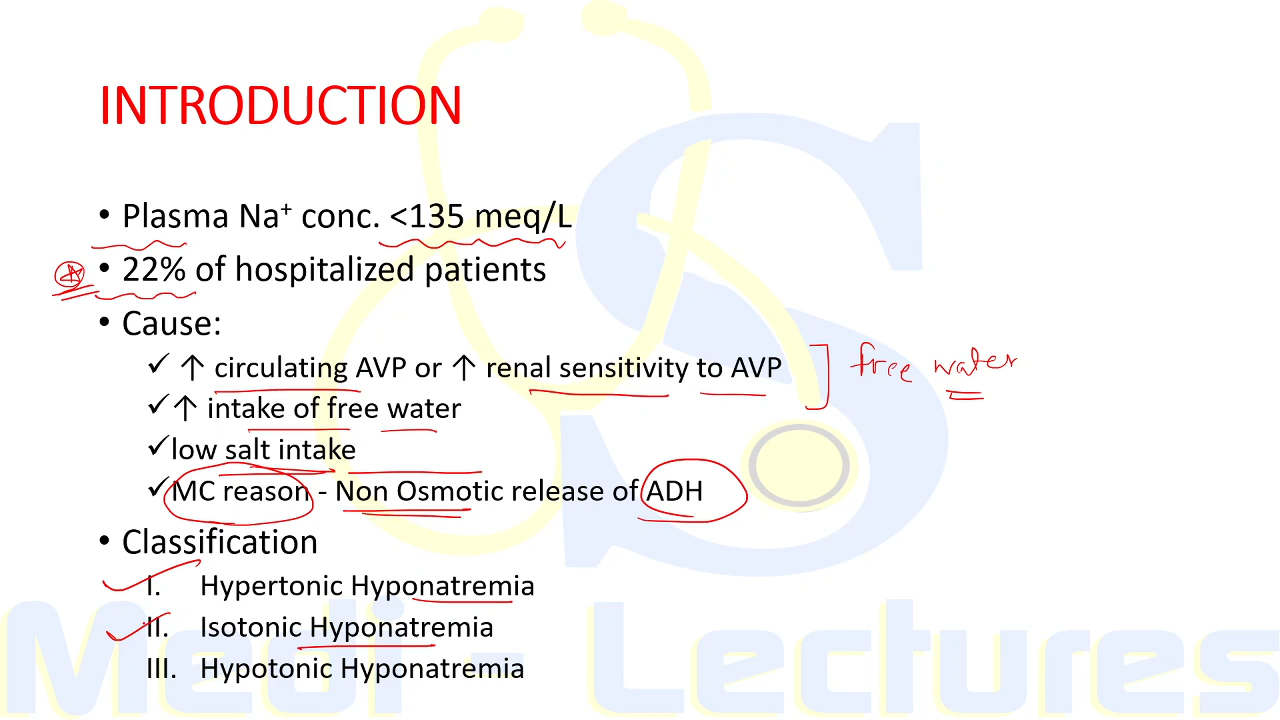 INTRODUCTION
• Plasma Na⁺ conc. <135 meq/L
• 22% of hospitalized patients
• Cause:
✓ ↑ circulating AVP or ↑ renal sensitivity to AVP
free water
✓ ↑ intake of free water
✓ low salt intake
✓ MC reason - Non Osmotic release of ADH
• Classification
I. Hypertonic Hyponatremia
II. Isotonic Hyponatremia
III. Hypotonic Hyponatremia
S
Medi - Lectures